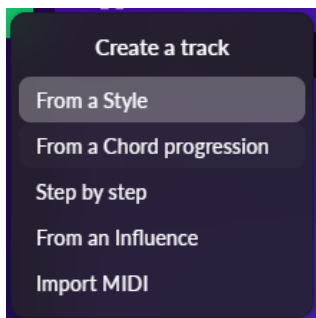 Create a track
From a Style
From a Chord progression
Step by step
From an Influence
Import MIDI